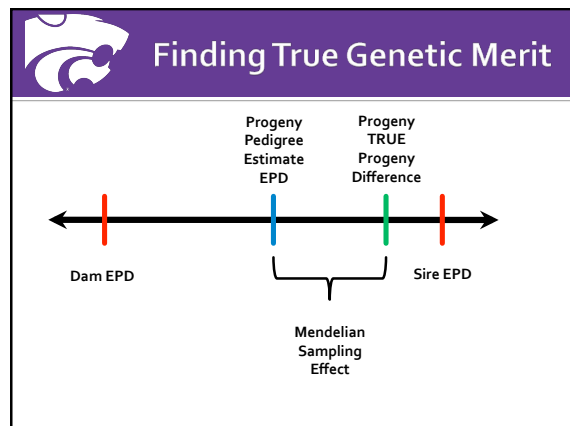 Finding True Genetic Merit
Progeny
Pedigree
Estimate
EPD
Progeny
TRUE
Progeny
Difference
Dam EPD
Sire EPD
Mendelian
Sampling
Effect